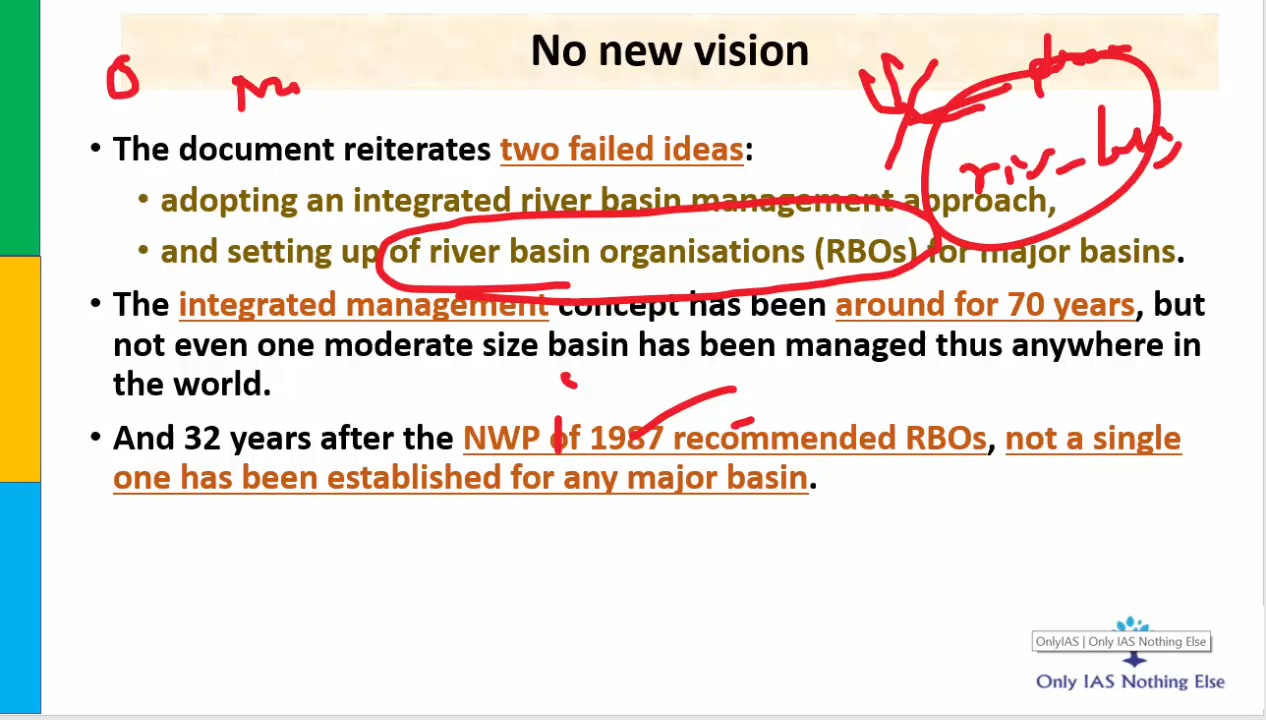 No new vision
• The document reiterates two failed ideas:
• adopting an integrated river basin management approach,
• and setting up of river basin organisations (RBOs) for major basins.
• The integrated management concept has been around for 70 years, but
not even one moderate size basin has been managed thus anywhere in
the world.
• And 32 years after the NWP of 1987 recommended RBOs, not a single
one has been established for any major basin.
OnlyIAS | Only IAS Nothing Else
Only IAS Nothing Else